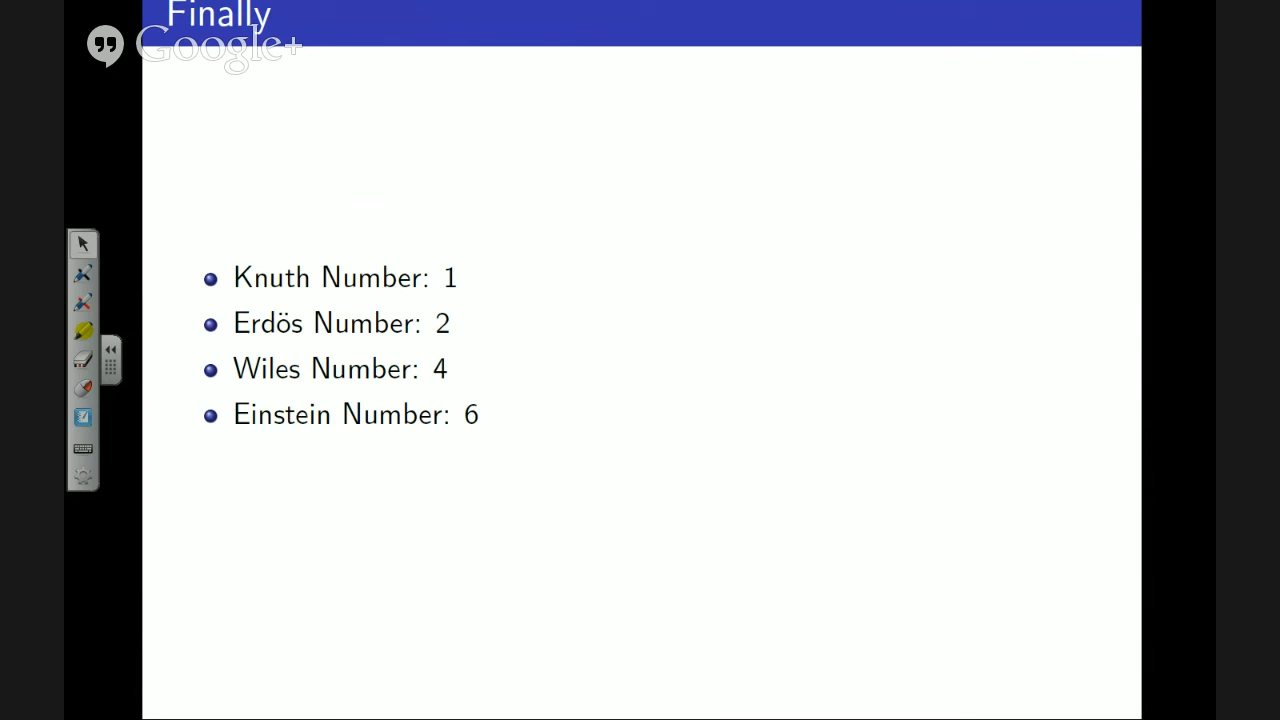 Finally
Google+
Knuth Number: 1
Erdös Number: 2
Wiles Number: 4
Einstein Number: 6